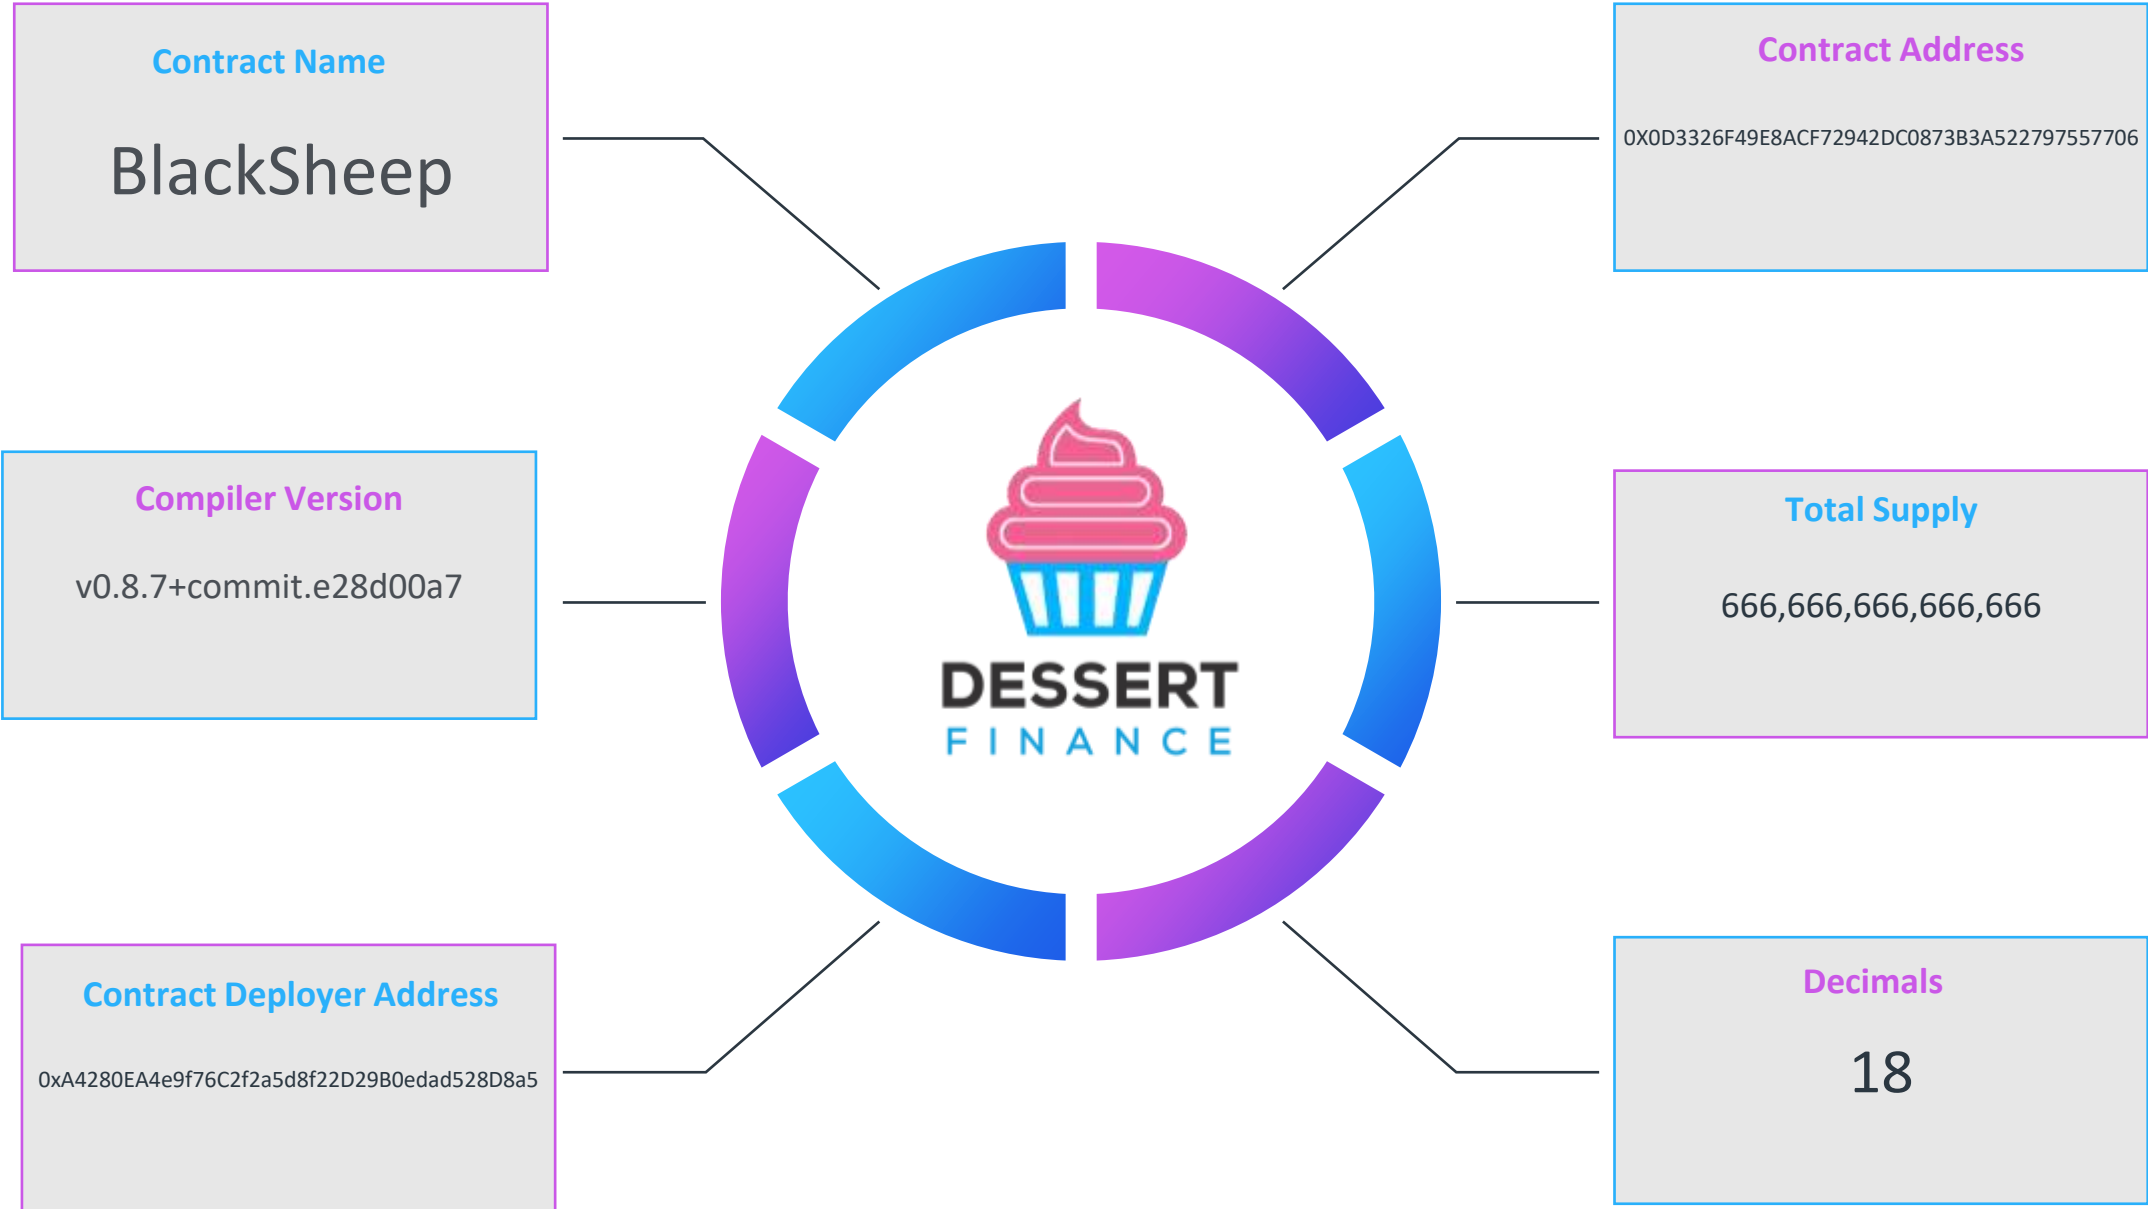 Contract Name
BlackSheep
Contract Address
0X0D3326F49E8ACF72942DC0873B3A522797557706
Compiler Version
v0.8.7+commit.e28d00a7
Total Supply
666,666,666,666,666
DESSERT
FINANCE
Contract Deployer Address
0xA4280EA4e9f76C2f2a5d8f22D29B0edad528D8a5
Decimals
18